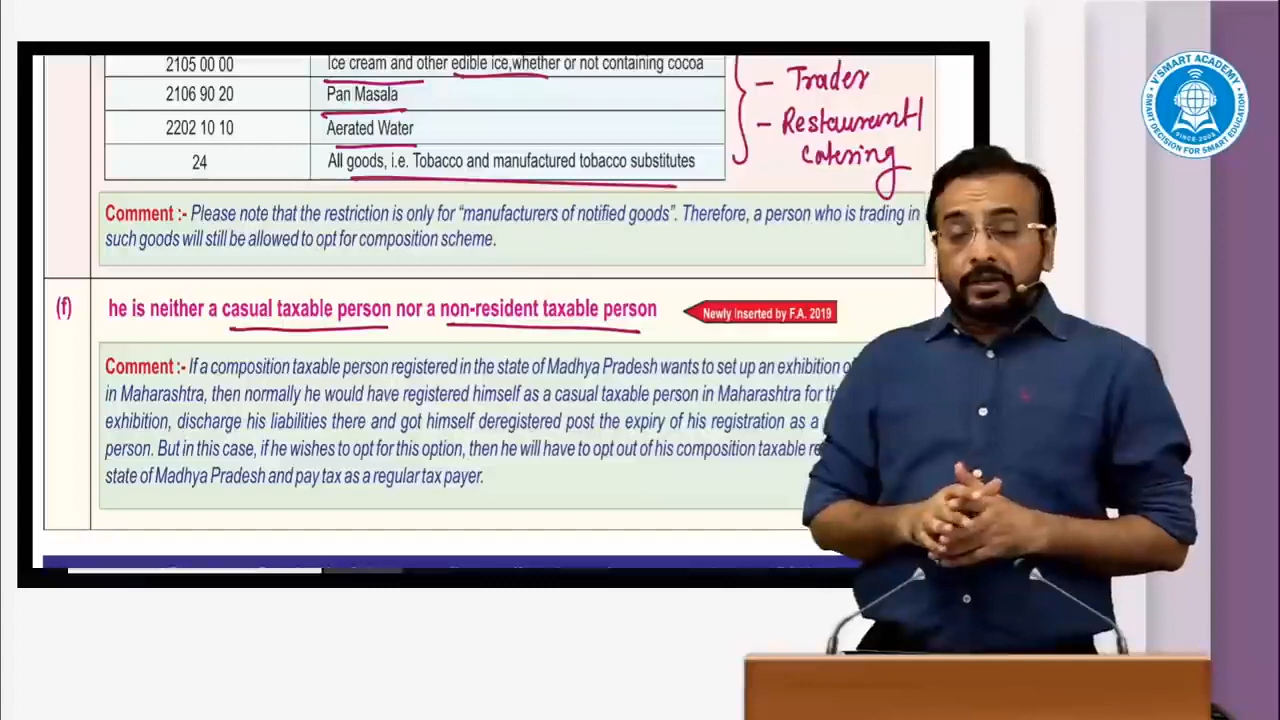 2105 00 00 Ice cream and other edible ice,whether or not containing cocoa
2106 90 20 Pan Masala
2202 10 10 Aerated Water
24 All goods, i.e. Tobacco and manufactured tobacco substitutes
– Trader
– Restaurant/
Catering
Comment :- Please note that the restriction is only for “manufacturers of notified goods”. Therefore, a person who is trading in
such goods will still be allowed to opt for composition scheme.
(f) he is neither a casual taxable person nor a non-resident taxable person
Newly Inserted by F.A. 2019
Comment :- If a composition taxable person registered in the state of Madhya Pradesh wants to set up an exhibition
in Maharashtra, then normally he would have registered himself as a casual taxable person in Maharashtra for
exhibition, discharge his liabilities there and got himself deregistered post the expiry of his registration as a
person. But in this case, if he wishes to opt for this option, then he will have to opt out of his composition taxable
state of Madhya Pradesh and pay tax as a regular tax payer.
V'SMART ACADEMY
SMART DECISION FOR SMART EDUCATION
SINCE 2003